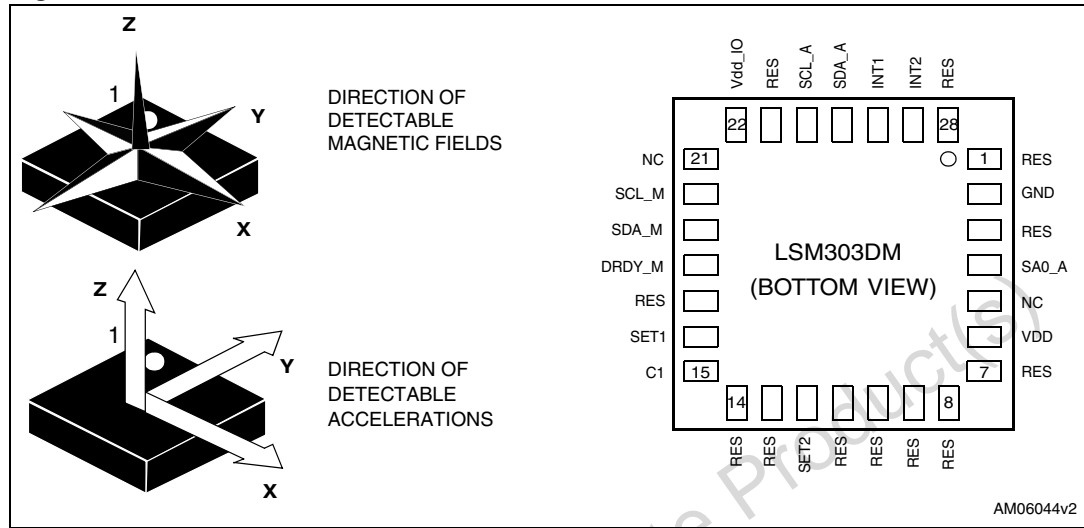 Z
1
Y
X
DIRECTION OF
DETECTABLE
MAGNETIC FIELDS
Z
1
Y
X
DIRECTION OF
DETECTABLE
ACCELERATIONS
Vdd_IO
RES
SCL_A
SDA_A
INT1
INT2
RES
22
28
NC
21
1
RES
SCL_M
GND
SDA_M
RES
DRDY_M
SA0_A
RES
NC
SET1
VDD
C1
15
7
RES
LSM303DM
(BOTTOM VIEW)
14
8
RES
RES
SET2
RES
RES
RES
RES
Product(s)
AM06044v2